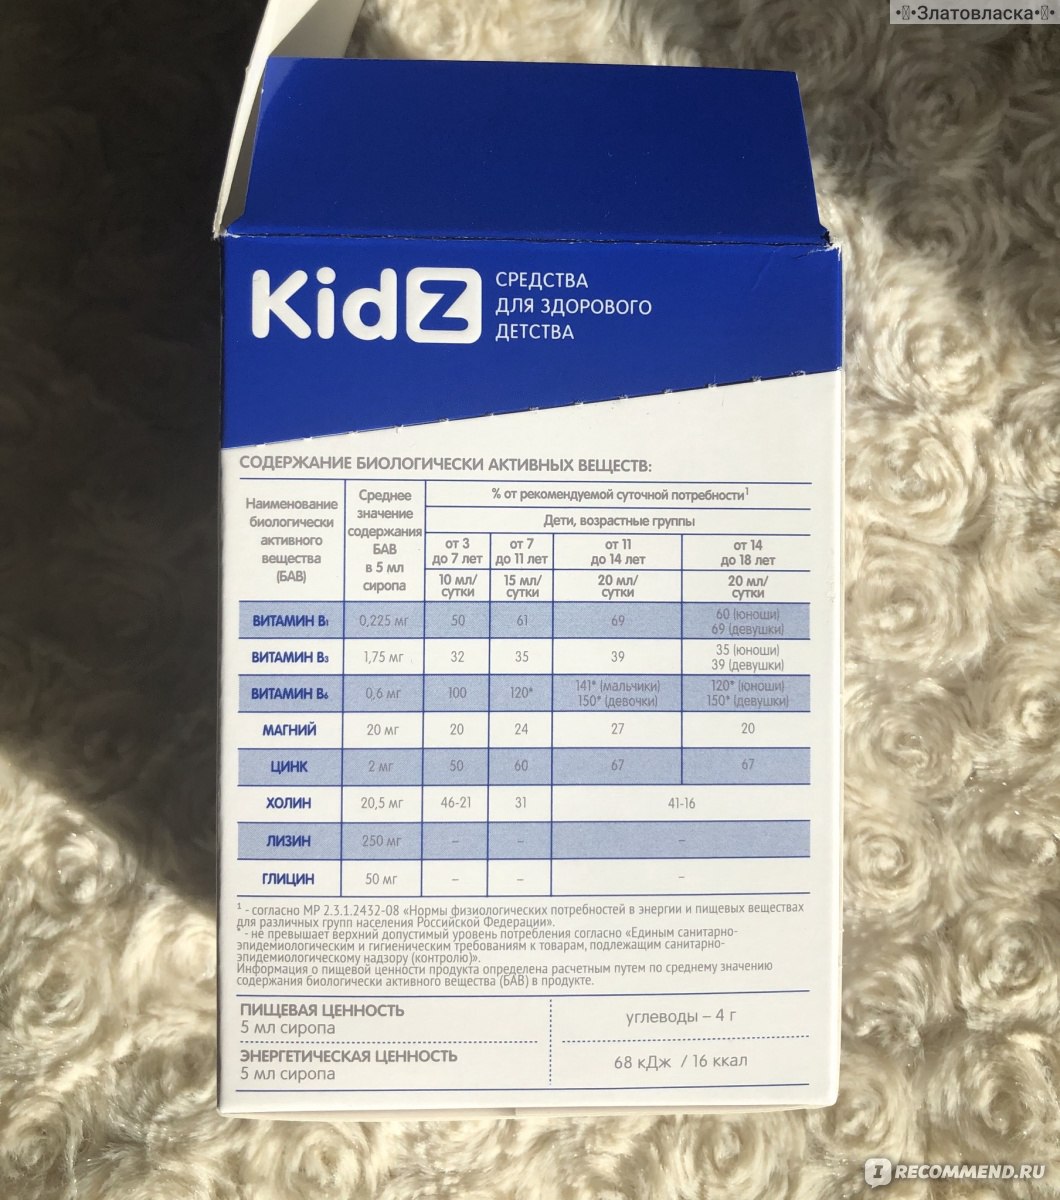 •Златовласка•
KidZ
СРЕДСТВА
ДЛЯ ЗДОРОВОГО
ДЕТСТВА
СОДЕРЖАНИЕ БИОЛОГИЧЕСКИ АКТИВНЫХ ВЕЩЕСТВ:
Наименование
биологически
активного
вещества
(БАВ)
Среднее
значение
содержания
БАВ
в 5 мл
сиропа
% от рекомендуемой суточной потребности¹
Дети, возрастные группы
от 3 до 7 лет
от 7 до 11 лет
от 11 до 14 лет
от 14 до 18 лет
10 мл/ сутки
15 мл/ сутки
20 мл/ сутки
20 мл/ сутки
ВИТАМИН B₁ 0,225 мг 50 61 69 60 (юноши) 69 (девушки)
ВИТАМИН B₃ 1,75 мг 32 35 39 35 (юноши) 39 (девушки)
ВИТАМИН B₆ 0,6 мг 100 120* 141* (мальчики) 150* (девочки) 120* (юноши) 150* (девушки)
МАГНИЙ 20 мг 20 24 27 20
ЦИНК 2 мг 50 60 67 67
ХОЛИН 20,5 мг 46-21 31 41-16
ЛИЗИН 250 мг – – –
ГЛИЦИН 50 мг – – –
¹ - согласно МР 2.3.1.2432-08 «Нормы физиологических потребностей в энергии и пищевых веществах
для различных групп населения Российской Федерации».
* - не превышает верхний допустимый уровень потребления согласно «Единым санитарно-
эпидемиологическим и гигиеническим требованиям к товарам, подлежащим санитарно-
эпидемиологическому надзору (контролю)».
Информация о пищевой ценности продукта определена расчетным путем по среднему значению
содержания биологически активного вещества (БАВ) в продукте.
ПИЩЕВАЯ ЦЕННОСТЬ
5 мл сиропа
углеводы – 4 г
ЭНЕРГЕТИЧЕСКАЯ ЦЕННОСТЬ
5 мл сиропа
68 кДж / 16 ккал
IRECOMMEND.RU